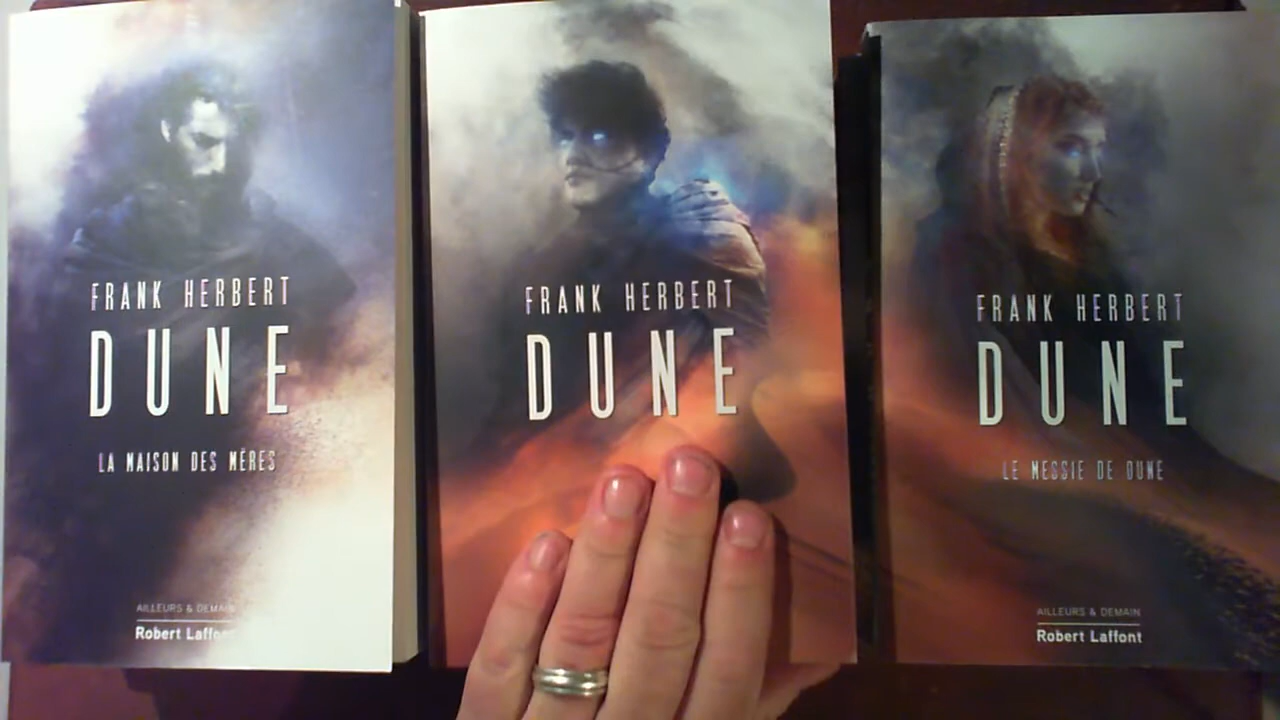 FRANK HERBERT
DUNE
LA MAISON DES MÈRES
AILLEURS & DEMAIN
Robert Laffont
FRANK HERBERT
DUNE
FRANK HERBERT
DUNE
LE MESSIE DE DUNE
AILLEURS & DEMAIN
Robert Laffont